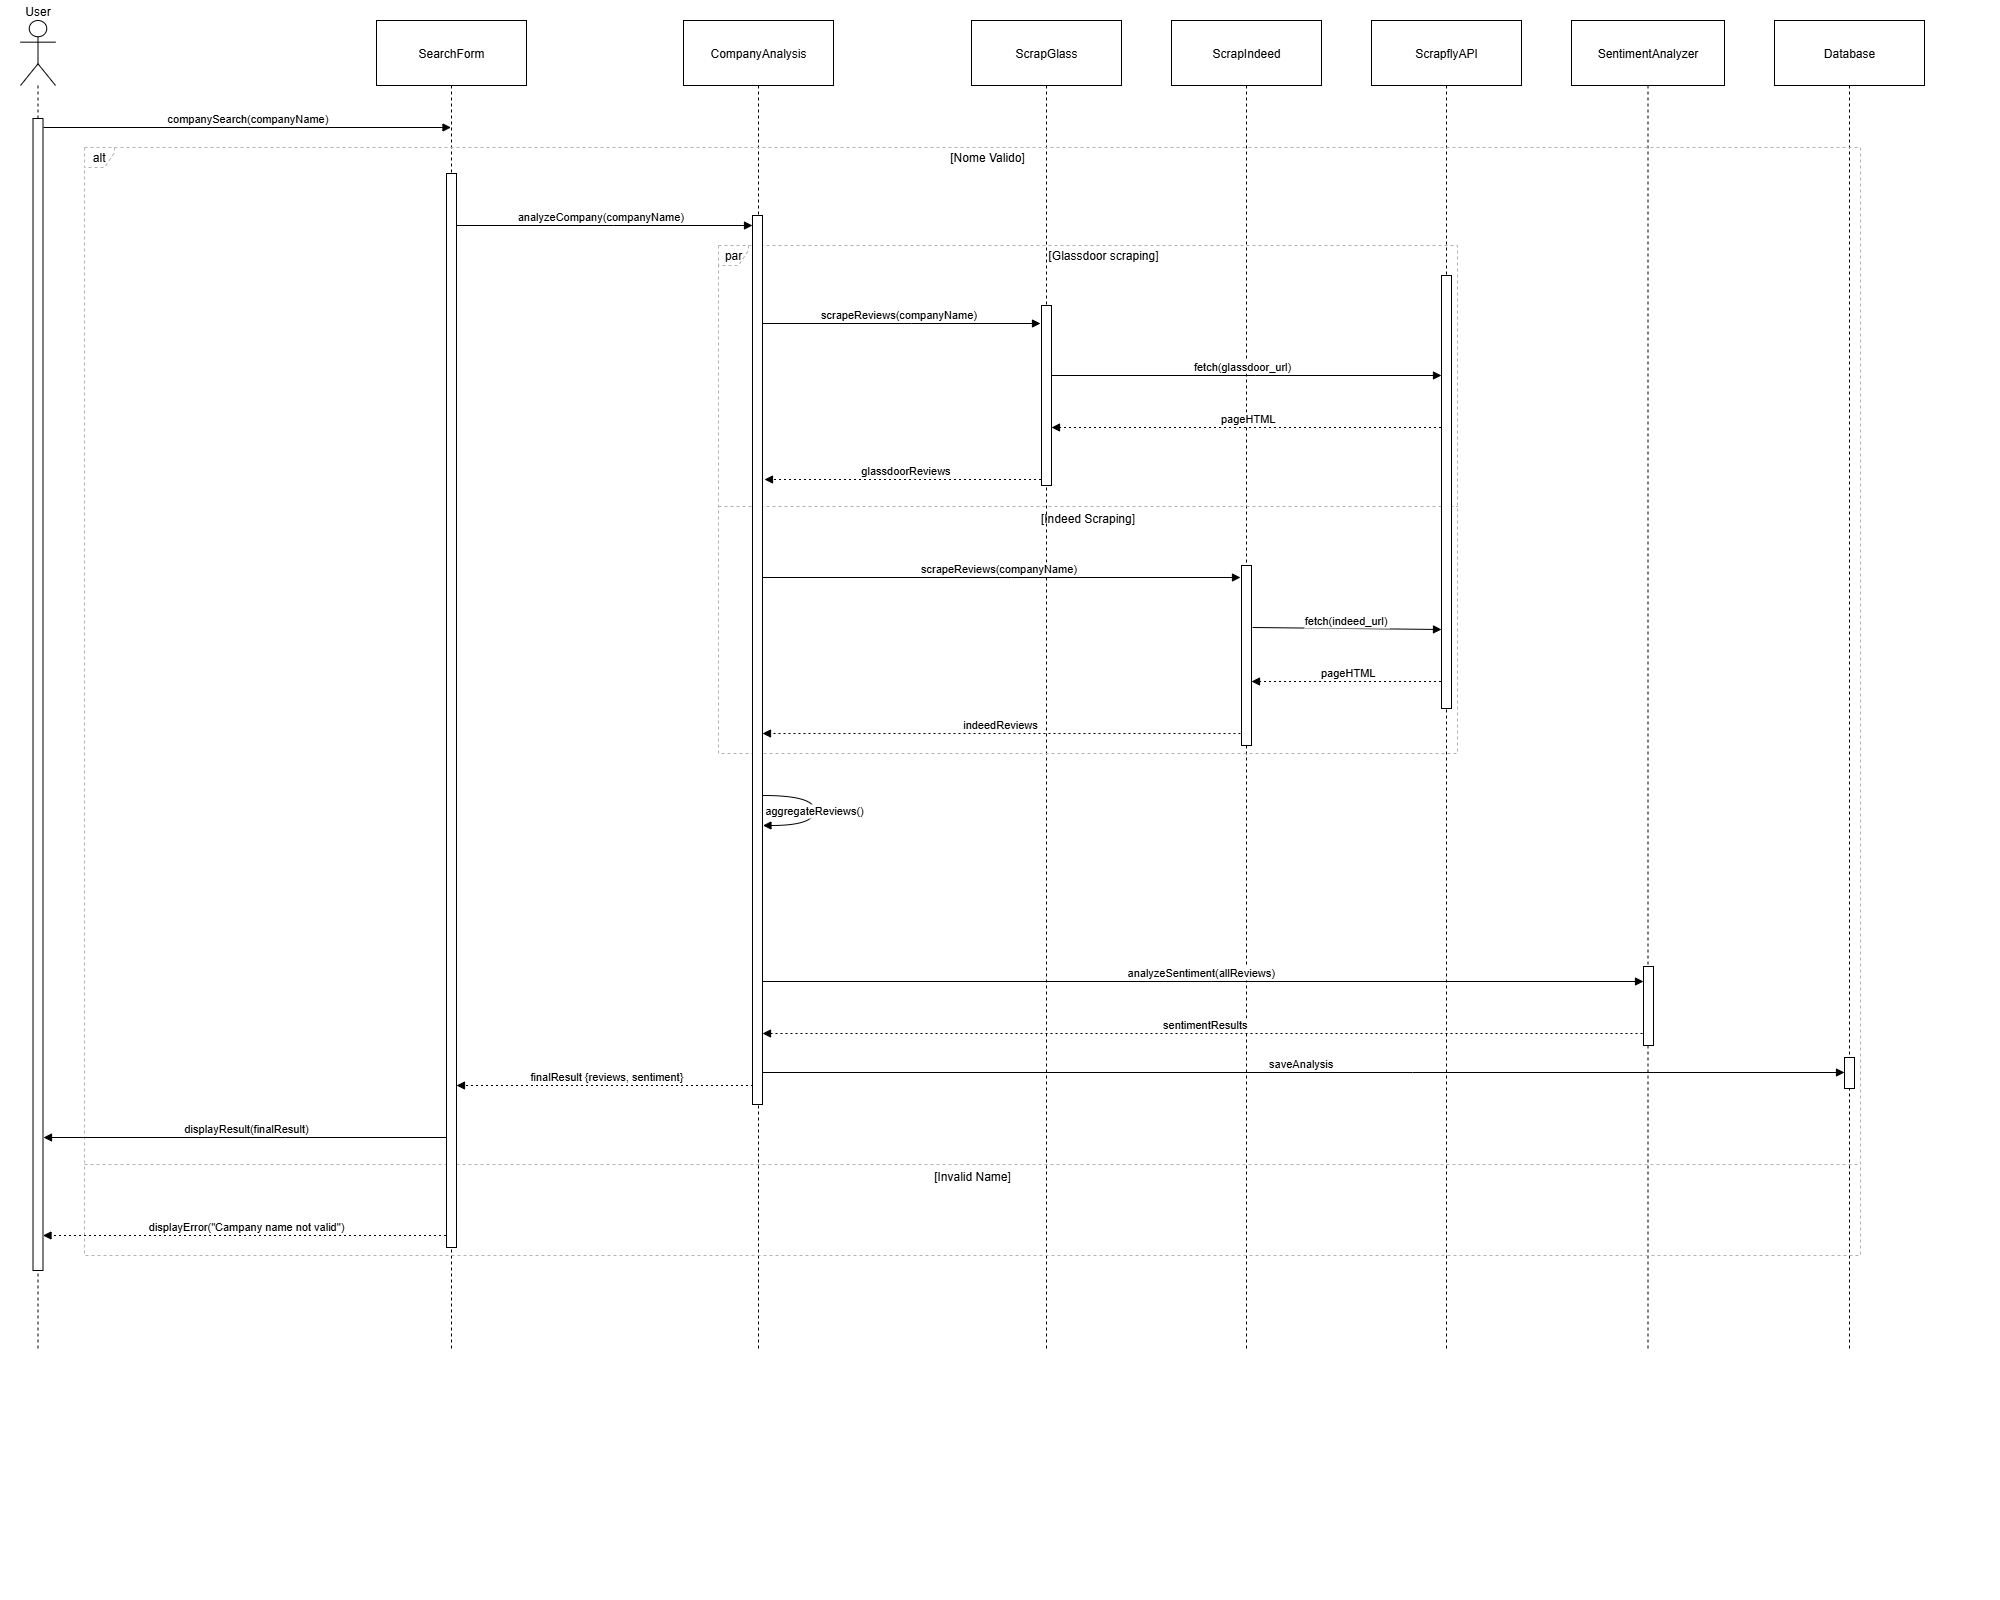 User
SearchForm
CompanyAnalysis
ScrapGlass
ScrapIndeed
ScrapflyAPI
SentimentAnalyzer
Database
companySearch(companyName)
alt
[Nome Valido]
analyzeCompany(companyName)
par
[Glassdoor scraping]
scrapeReviews(companyName)
fetch(glassdoor_url)
pageHTML
glassdoorReviews
[Indeed Scraping]
scrapeReviews(companyName)
fetch(indeed_url)
pageHTML
indeedReviews
aggregateReviews()
analyzeSentiment(allReviews)
sentimentResults
saveAnalysis
finalResult {reviews, sentiment}
displayResult(finalResult)
[Invalid Name]
displayError("Campany name not valid")